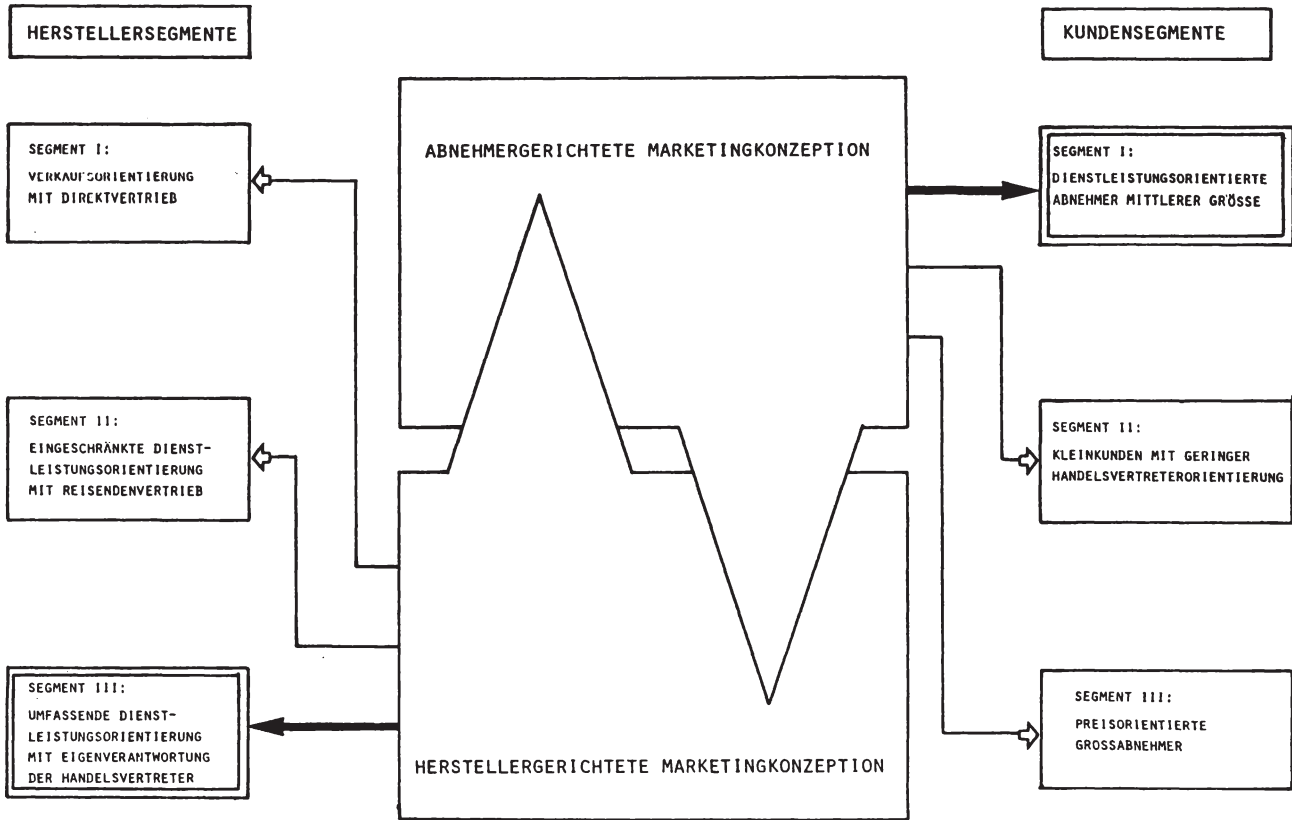 HERSTELLERSEGMENTE
SEGMENT I:
VERKAUFSORIENTIERUNG
MIT DIREKTVERTRIEB
SEGMENT II:
EINGESCHRÄNKTE DIENST-
LEISTUNGSORIENTIERUNG
MIT REISENDENVERTRIEB
SEGMENT III:
UMFASSENDE DIENST-
LEISTUNGSORIENTIERUNG
MIT EIGENVERANTWORTUNG
DER HANDELSVERTRETER
ABNEHMERGERICHTETE MARKETINGKONZEPTION
HERSTELLERGERICHTETE MARKETINGKONZEPTION
KUNDENSEGMENTE
SEGMENT I:
DIENSTLEISTUNGSORIENTIERTE
ABNEHMER MITTLERER GRÖSSE
SEGMENT II:
KLEINKUNDEN MIT GERINGER
HANDELSVERTRETERORIENTIERUNG
SEGMENT III:
PREISORIENTIERTE
GROSSABNEHMER